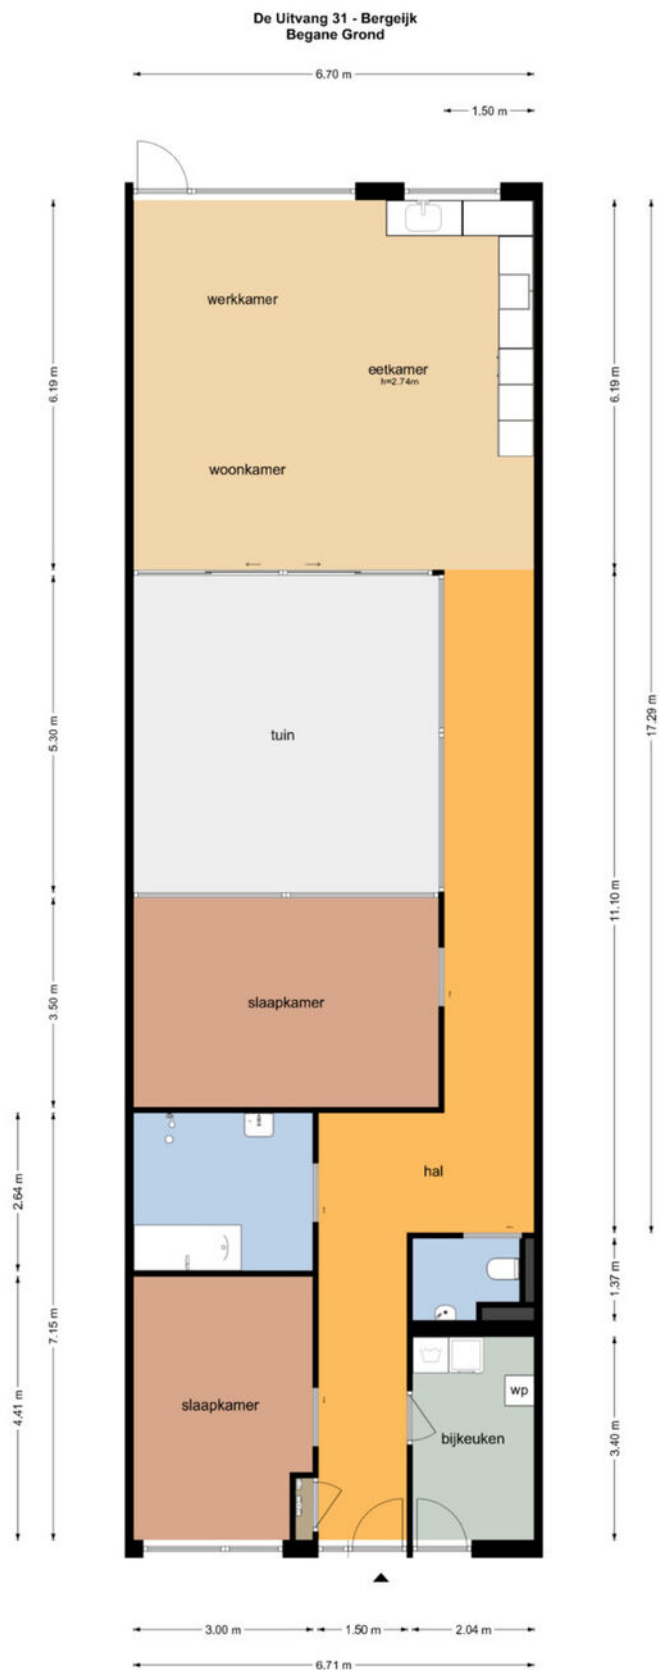 De Uitvang 31 - Bergeijk
Begane Grond
6.70 m
1.50 m
werkkamer
eetkamer
h=2.74m
woonkamer
6.19 m
6.19 m
17.29 m
tuin
5.30 m
11.10 m
slaapkamer
3.50 m
hal
2.64 m
1.37 m
7.15 m
slaapkamer
4.41 m
wp
bijkeuken
3.40 m
3.00 m
1.50 m
2.04 m
6.71 m